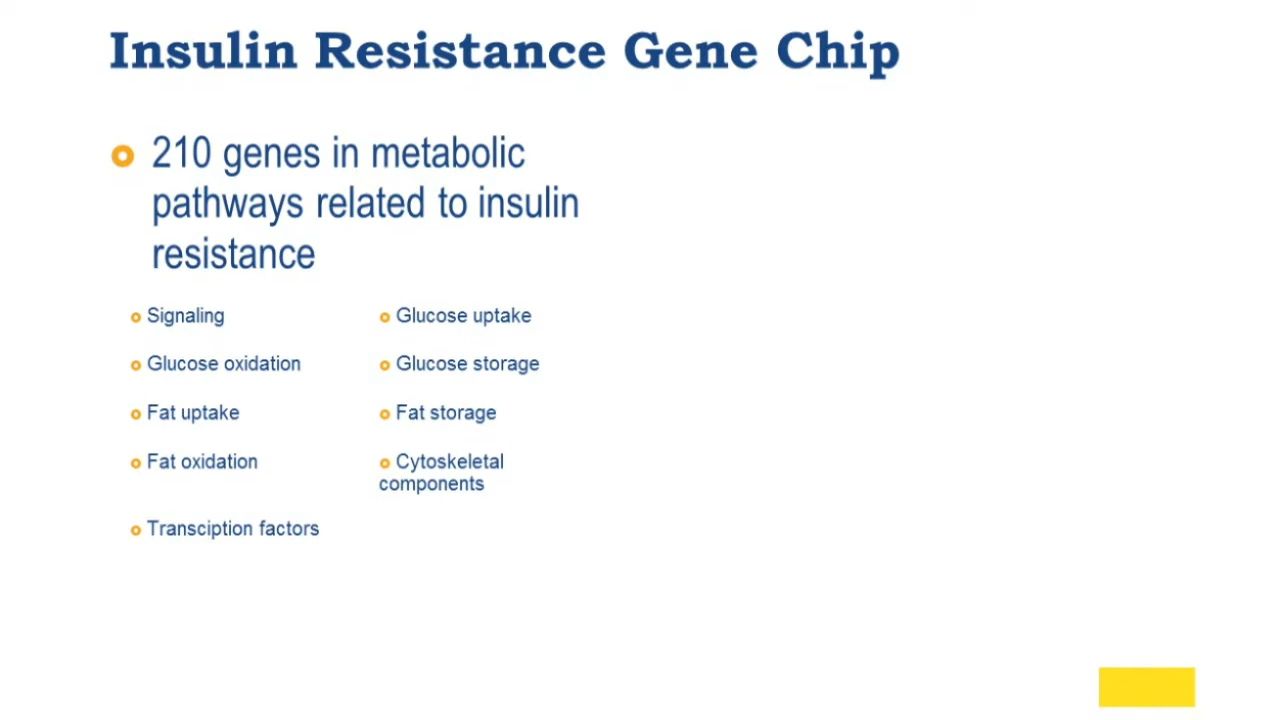 Insulin Resistance Gene Chip
210 genes in metabolic
pathways related to insulin
resistance
Signaling
Glucose uptake
Glucose oxidation
Glucose storage
Fat uptake
Fat storage
Fat oxidation
Cytoskeletal
components
Transciption factors